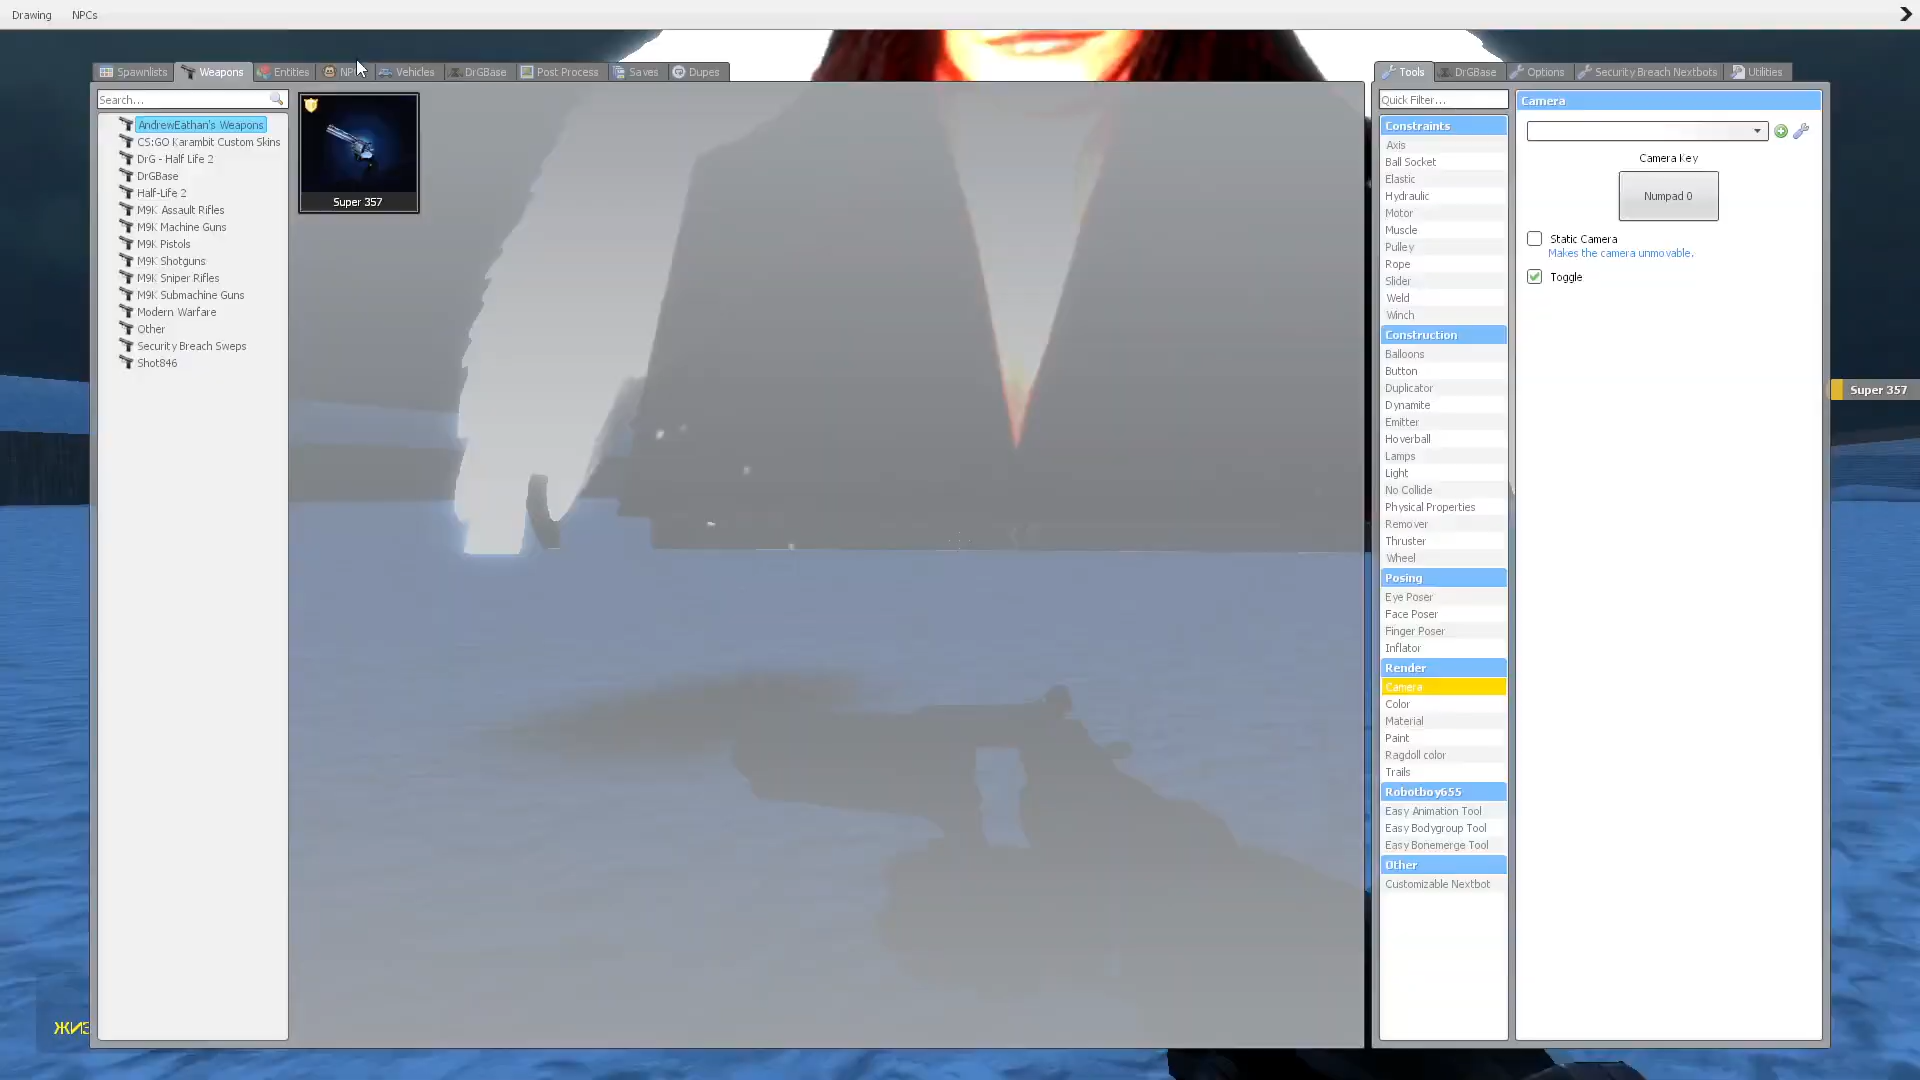 Drawing NPCs
Spawnlists Weapons Entities Vehicles DrGBase Post Process Saves Dupes
Search...
AndrewEathan's Weapons
CS:GO Karambit Custom Skins
DrG - Half Life 2
DrGBase
Half-Life 2
M9K Assault Rifles
M9K Machine Guns
M9K Pistols
M9K Shotguns
M9K Sniper Rifles
M9K Submachine Guns
Modern Warfare
Other
Security Breach Sweps
Shot846
Super 357
Tools DrGBase Options Security Breach Nextbots Utilities
Quick Filter...
Constraints
Axis
Ball Socket
Elastic
Hydraulic
Motor
Muscle
Pulley
Rope
Slider
Weld
Winch
Construction
Balloons
Button
Duplicator
Dynamite
Emitter
Hoverball
Lamps
Light
No Collide
Physical Properties
Remover
Thruster
Wheel
Posing
Eye Poser
Face Poser
Finger Poser
Inflator
Render
Camera
Color
Material
Paint
Ragdoll color
Trails
Robotboy655
Easy Animation Tool
Easy Bodygroup Tool
Easy Bonemerge Tool
Other
Customizable Nextbot
Camera
Camera Key
Numpad 0
Static Camera
Makes the camera unmovable.
Toggle
Super 357